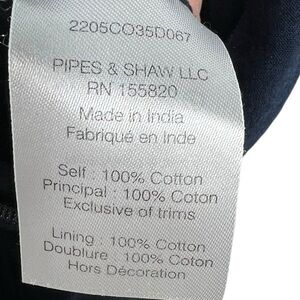 2205CO35D067
PIPES & SHAW LLC
RN 155820
Made in India
Fabriqué en Inde
Self : 100% Cotton
Principal : 100% Coton
Exclusive of trims
Lining : 100% Cotton
Doublure : 100% Coton
Hors Décoration